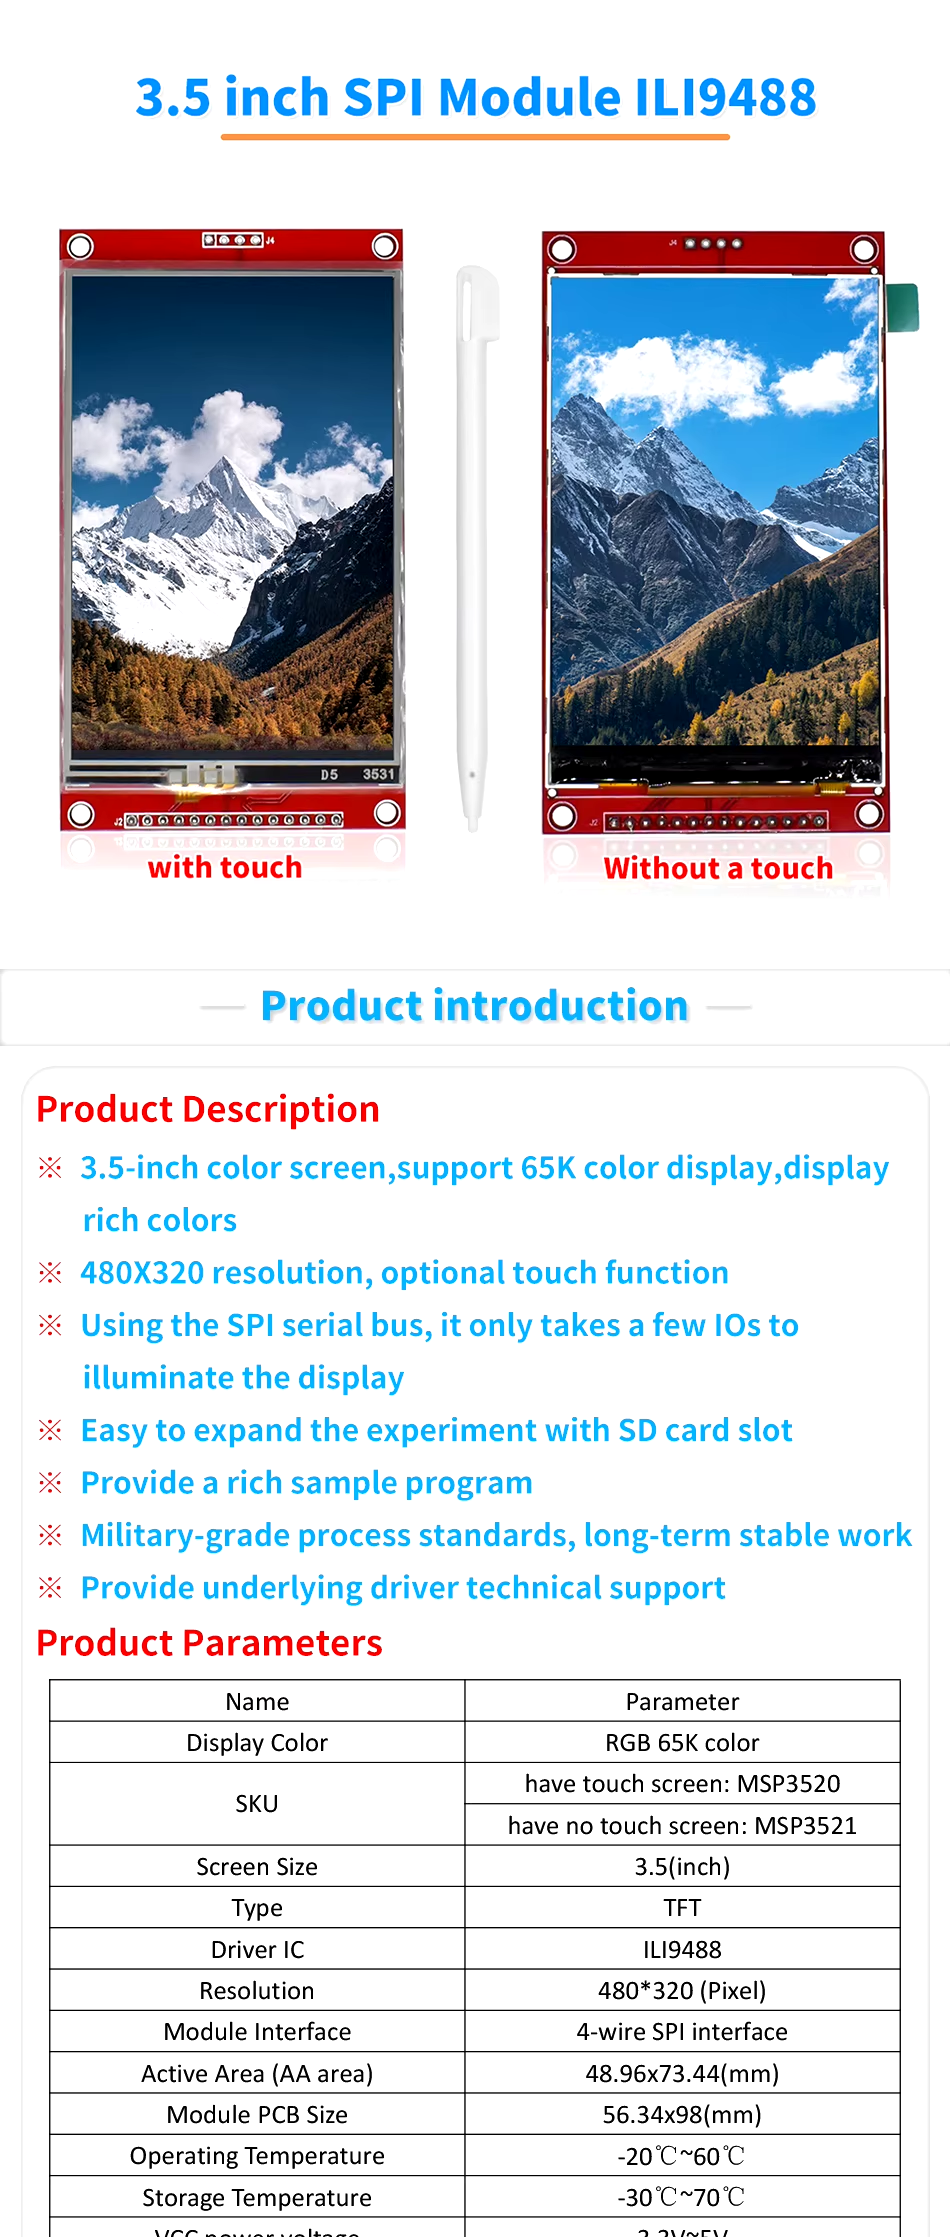 3.5 inch SPI Module ILI9488
J4
J4
D5 3531
J2
J2
with touch
Without a touch
Product introduction
Product Description
※ 3.5-inch color screen,support 65K color display,display
rich colors
※ 480X320 resolution, optional touch function
※ Using the SPI serial bus, it only takes a few IOs to
illuminate the display
※ Easy to expand the experiment with SD card slot
※ Provide a rich sample program
※ Military-grade process standards, long-term stable work
※ Provide underlying driver technical support
Product Parameters
Name Parameter
Display Color RGB 65K color
SKU have touch screen: MSP3520
have no touch screen: MSP3521
Screen Size 3.5(inch)
Type TFT
Driver IC ILI9488
Resolution 480*320 (Pixel)
Module Interface 4-wire SPI interface
Active Area (AA area) 48.96x73.44(mm)
Module PCB Size 56.34x98(mm)
Operating Temperature -20℃~60℃
Storage Temperature -30℃~70℃
VCC power voltage 3.3V~5V